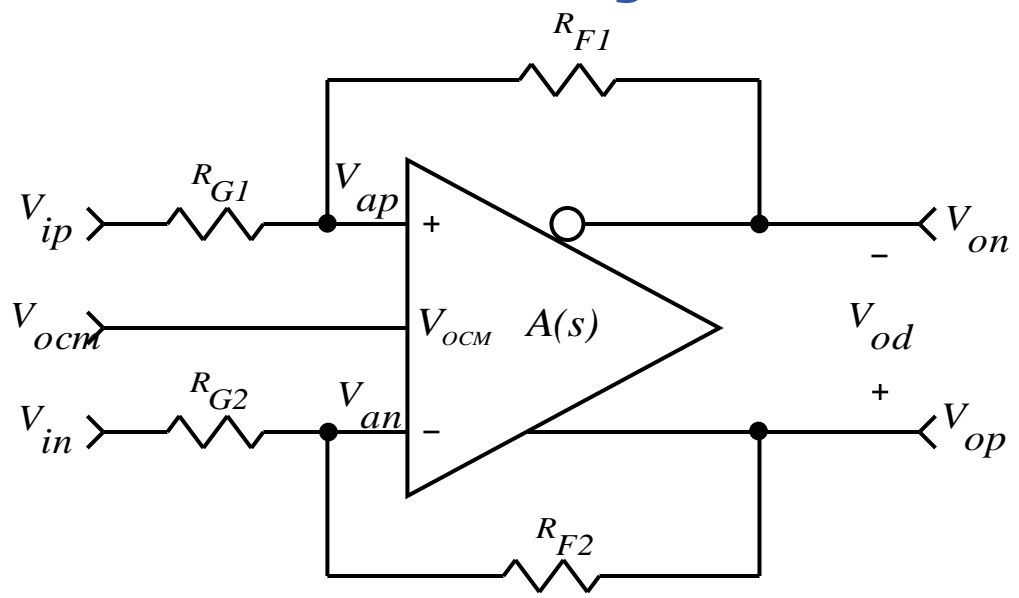 R_F1
R_G1
V_ap
V_ip
+
V_on
−
V_ocm
V_OCM
A(s)
V_od
R_G2
V_an
+
V_in
−
V_op
R_F2